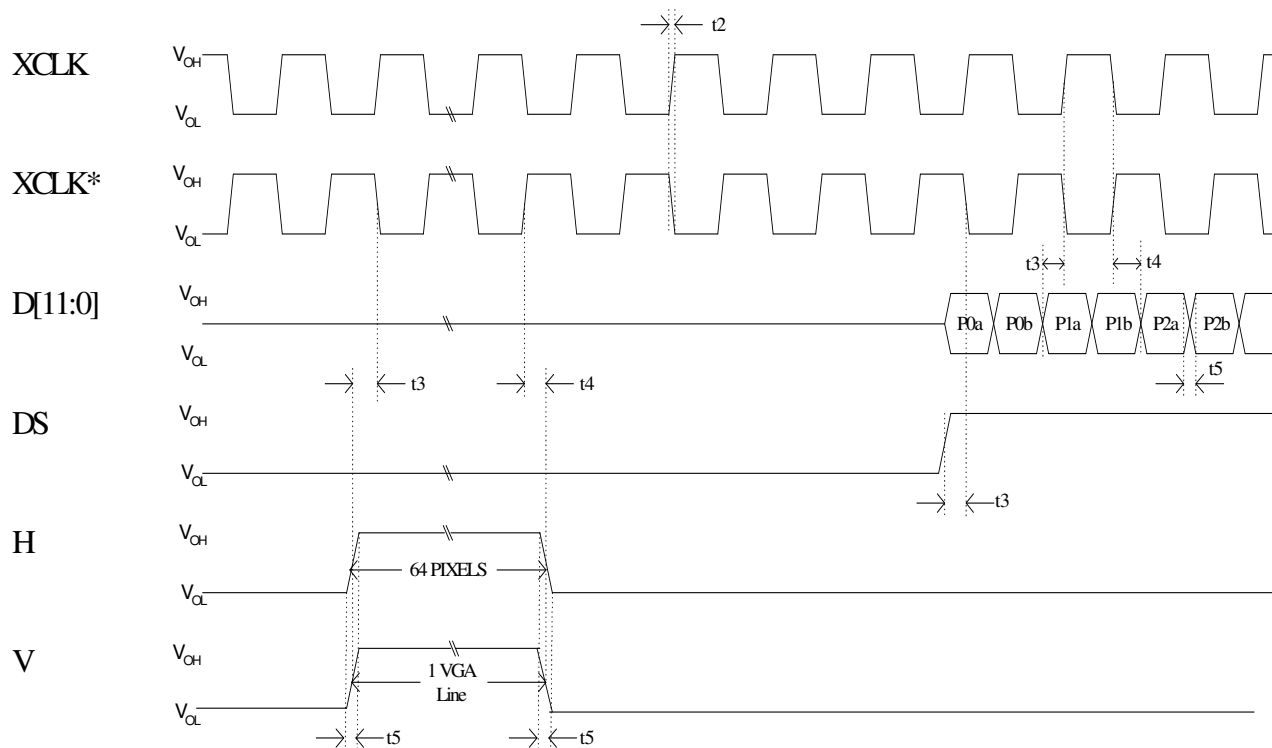 t2
XCLK
VOH
VOL
XCLK*
VOH
VOL
t3
t4
D[11:0]
VOH
VOL
P0a P0b P1a P1b P2a P2b
t3
t4
t5
DS
VOH
VOL
t3
H
VOH
VOL
64 PIXELS
V
VOH
VOL
1 VGA
Line
t5
t5